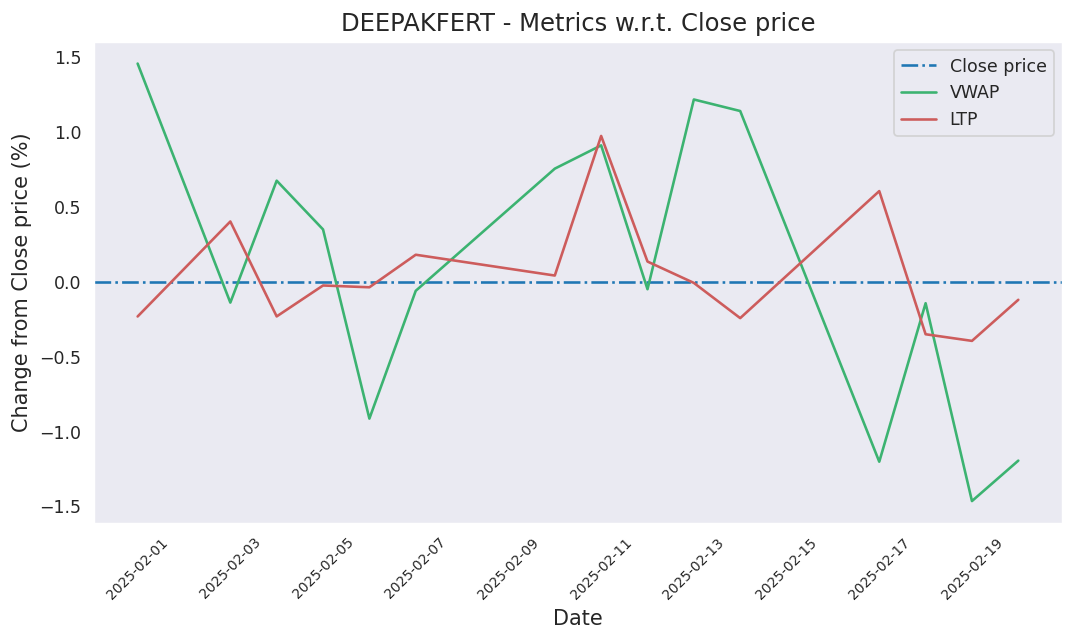 DEEPAKFERT - Metrics w.r.t. Close price
Close price
VWAP
LTP
Change from Close price (%)
1.5
1.0
0.5
0.0
−0.5
−1.0
−1.5
2025-02-01
2025-02-03
2025-02-05
2025-02-07
2025-02-09
2025-02-11
2025-02-13
2025-02-15
2025-02-17
2025-02-19
Date